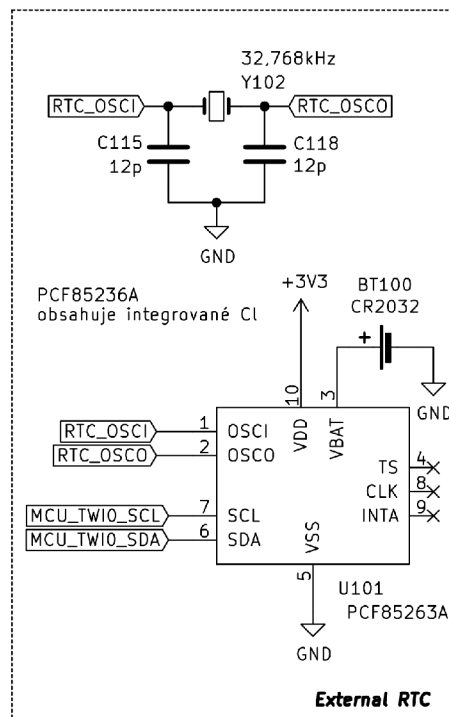 32,768kHz
Y102
RTC_OSCI
RTC_OSCO
C115
12p
C118
12p
GND
PCF85236A
obsahuje integrované Cl
+3V3
BT100
CR2032
+
GND
10
3
VDD
VBAT
RTC_OSCI
1
OSCI
RTC_OSCO
2
OSCO
TS
4
CLK
8
INTA
9
MCU_TWI0_SCL
7
SCL
MCU_TWI0_SDA
6
SDA
VSS
5
U101
PCF85263A
GND
External RTC